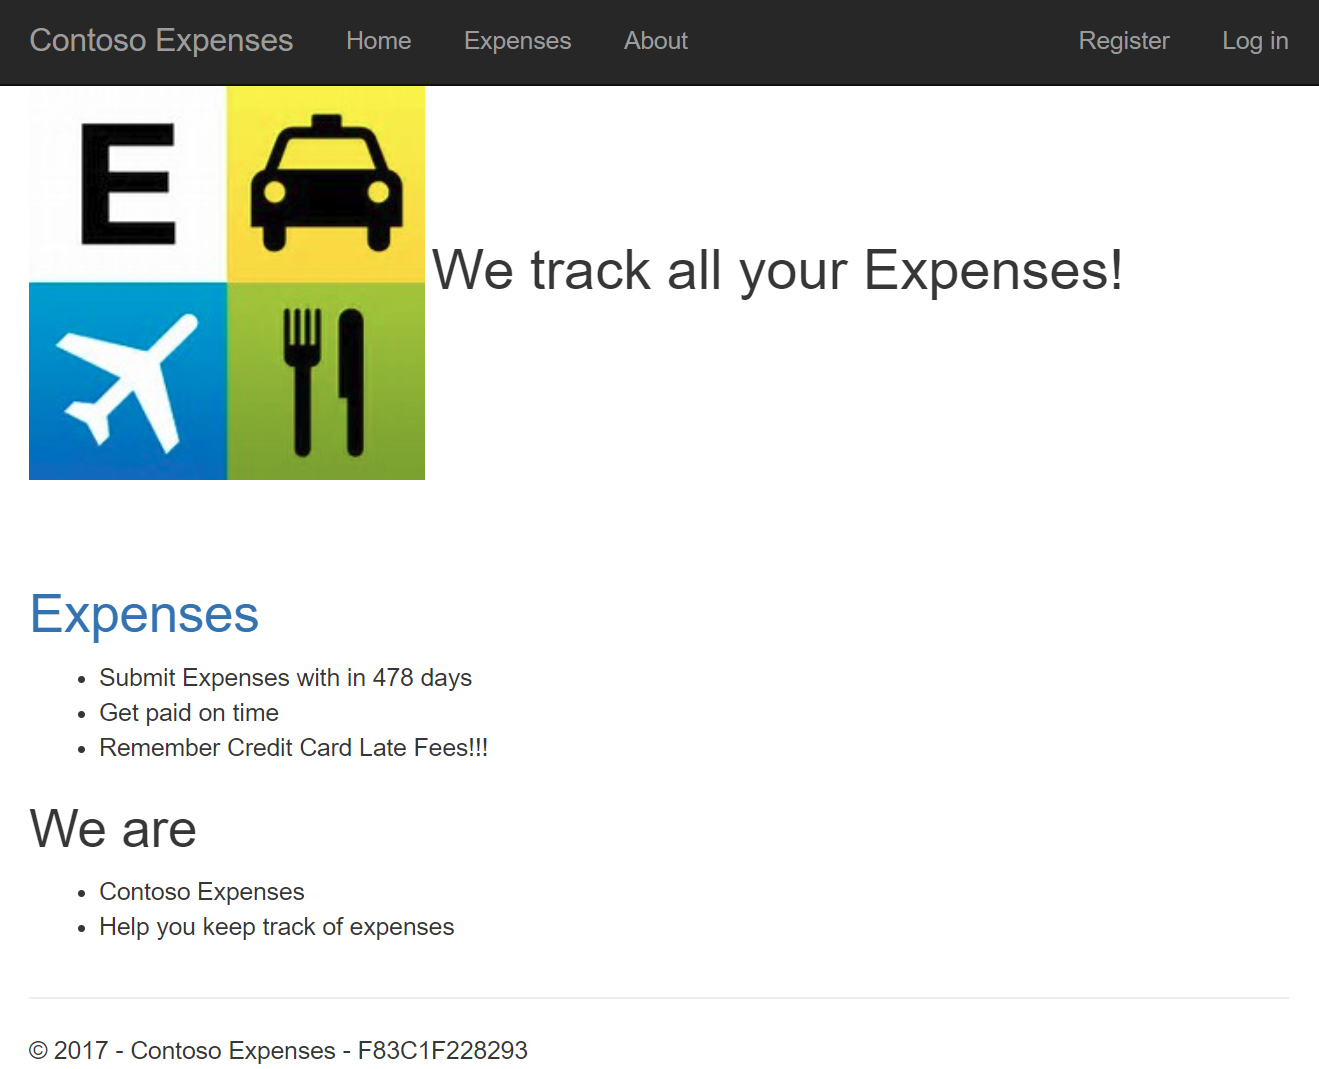 Contoso Expenses Home Expenses About Register Log in
E
We track all your Expenses!
Expenses
Submit Expenses with in 478 days
Get paid on time
Remember Credit Card Late Fees!!!
We are
Contoso Expenses
Help you keep track of expenses
© 2017 - Contoso Expenses - F83C1F228293